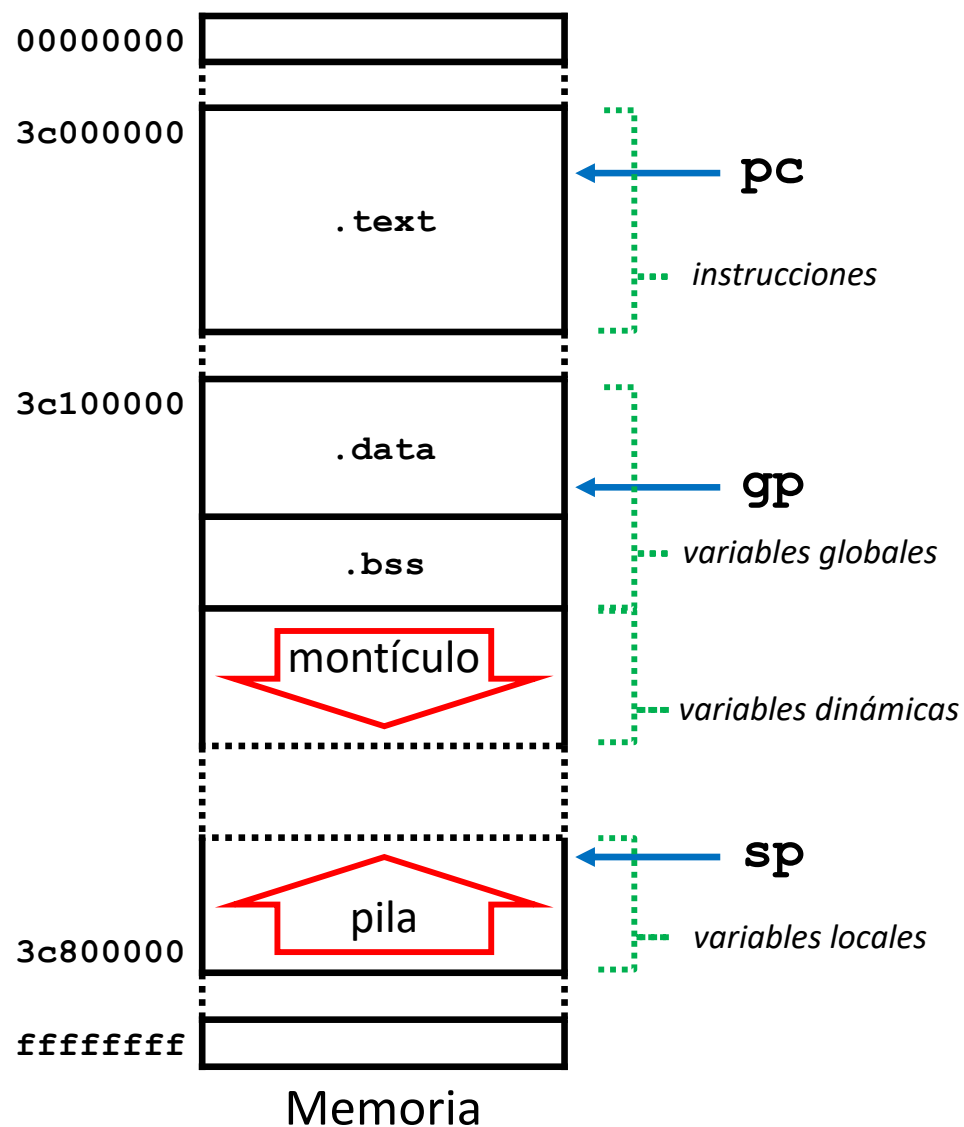 00000000
3c000000
pc
.text
instrucciones
3c100000
.data
gp
variables globales
.bss
montículo
variables dinámicas
sp
pila
variables locales
3c800000
ffffffff
Memoria